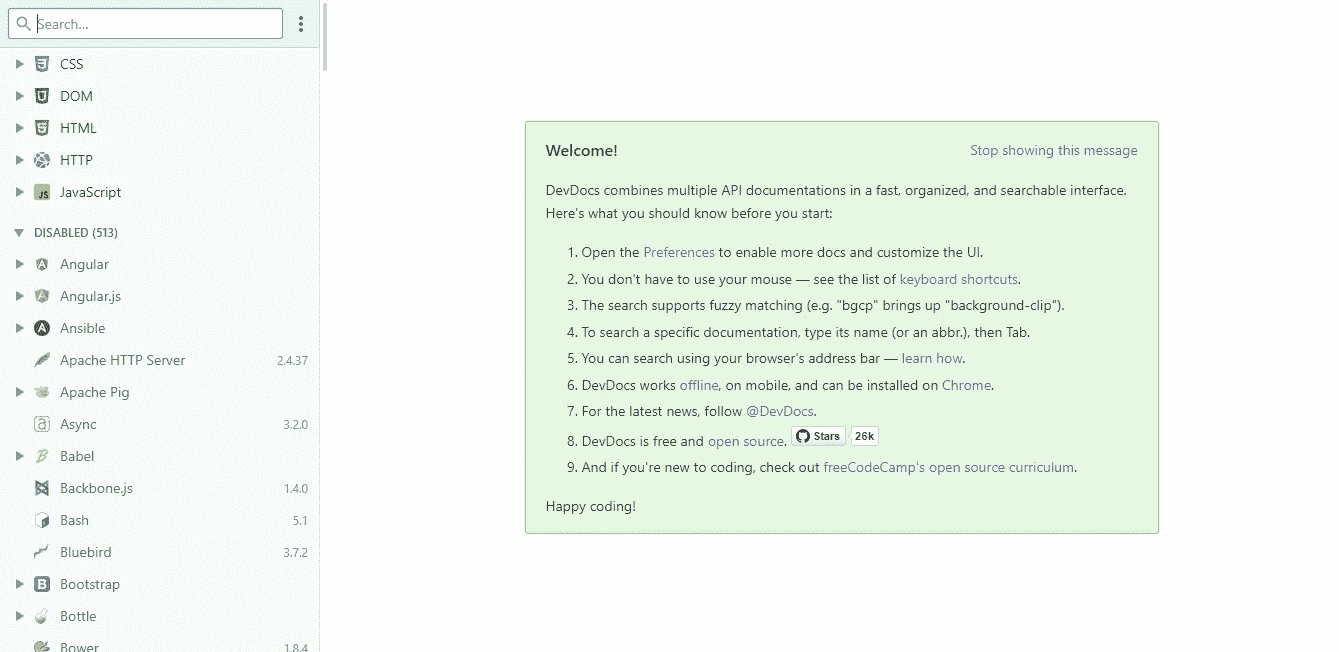 Search...
CSS
DOM
HTML
HTTP
JS JavaScript
DISABLED (513)
Angular
Angular.js
Ansible
Apache HTTP Server 2.4.37
Apache Pig
Async 3.2.0
Babel
Backbone.js 1.4.0
Bash 5.1
Bluebird 3.7.2
B Bootstrap
Bottle
Bower 1.8.4
Welcome! Stop showing this message
DevDocs combines multiple API documentations in a fast, organized, and searchable interface.
Here's what you should know before you start:
1. Open the Preferences to enable more docs and customize the UI.
2. You don't have to use your mouse — see the list of keyboard shortcuts.
3. The search supports fuzzy matching (e.g. "bgcp" brings up "background-clip").
4. To search a specific documentation, type its name (or an abbr.), then Tab.
5. You can search using your browser's address bar — learn how.
6. DevDocs works offline, on mobile, and can be installed on Chrome.
7. For the latest news, follow @DevDocs.
8. DevDocs is free and open source. Stars 26k
9. And if you're new to coding, check out freeCodeCamp's open source curriculum.
Happy coding!